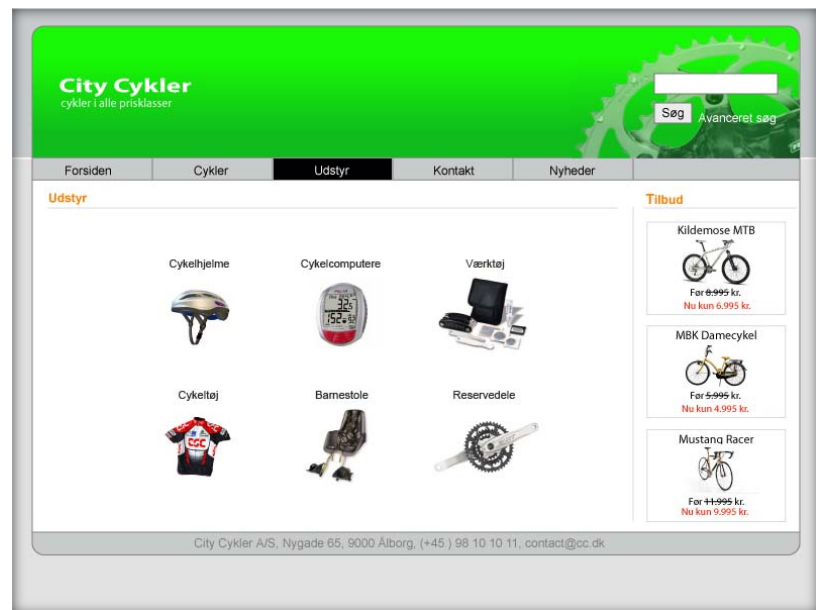 City Cykler
cykler i alle prisklasser
Søg
Avanceret søg
Forsiden
Cykler
Udstyr
Kontakt
Nyheder
Udstyr
Cykelhjelme
Cykelcomputere
Værktøj
Cykeltøj
Barnestole
Reservedele
CSC
Tilbud
Kildemose MTB
Før 8.995 kr.
Nu kun 6.995 kr.
MBK Damecykel
Før 5.995 kr.
Nu kun 4.995 kr.
Mustang Racer
Før 11.995 kr.
Nu kun 9.995 kr.
City Cykler A/S, Nygade 65, 9000 Ålborg, (+45 ) 98 10 10 11, contact@cc.dk